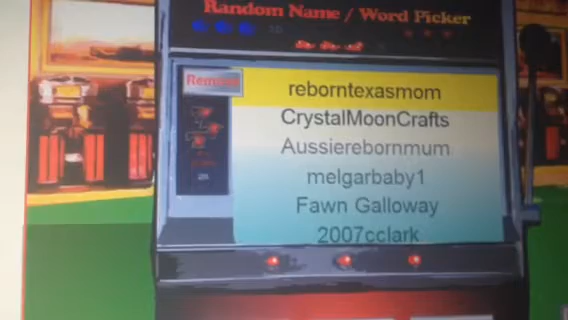 Random Name / Word Picker
Remove
reborntexasmom
CrystalMoonCrafts
Aussierebornmum
melgarbaby1
Fawn Galloway
2007cclark